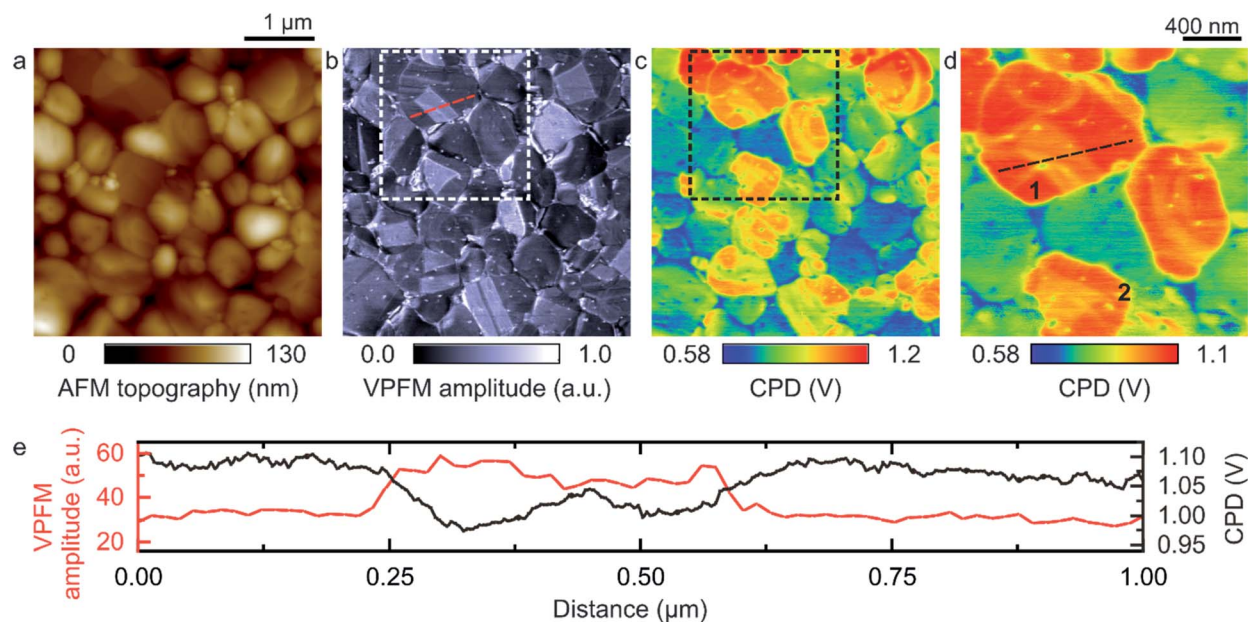 1 µm
400 nm
a
b
c
d
1
2
0
130
0.0
1.0
0.58
1.2
0.58
1.1
AFM topography (nm)
VPFM amplitude (a.u.)
CPD (V)
CPD (V)
e
VPFM
amplitude (a.u.)
60
40
20
1.10
1.05
1.00
0.95
CPD (V)
0.00
0.25
0.50
0.75
1.00
Distance (µm)